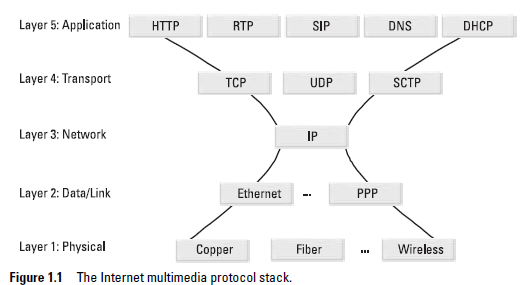 Layer 5: Application HTTP RTP SIP DNS DHCP
Layer 4: Transport TCP UDP SCTP
Layer 3: Network IP
Layer 2: Data/Link Ethernet ... PPP
Layer 1: Physical Copper Fiber ... Wireless
Figure 1.1 The Internet multimedia protocol stack.